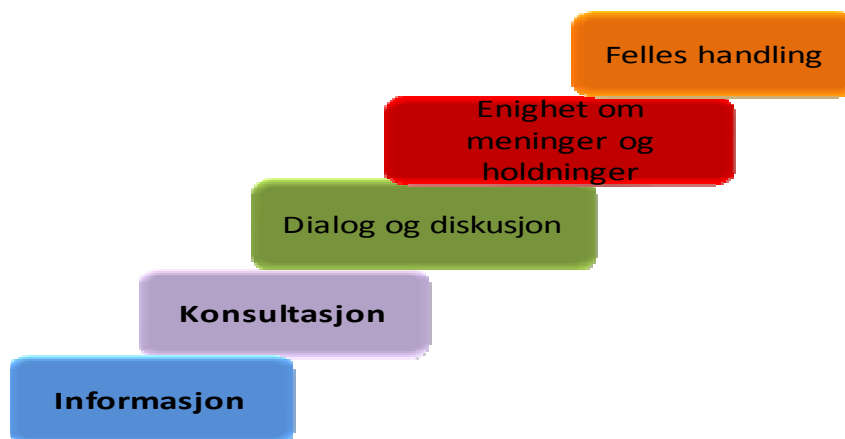 Felles handling
Enighet om
meninger og
holdninger
Dialog og diskusjon
Konsultasjon
Informasjon